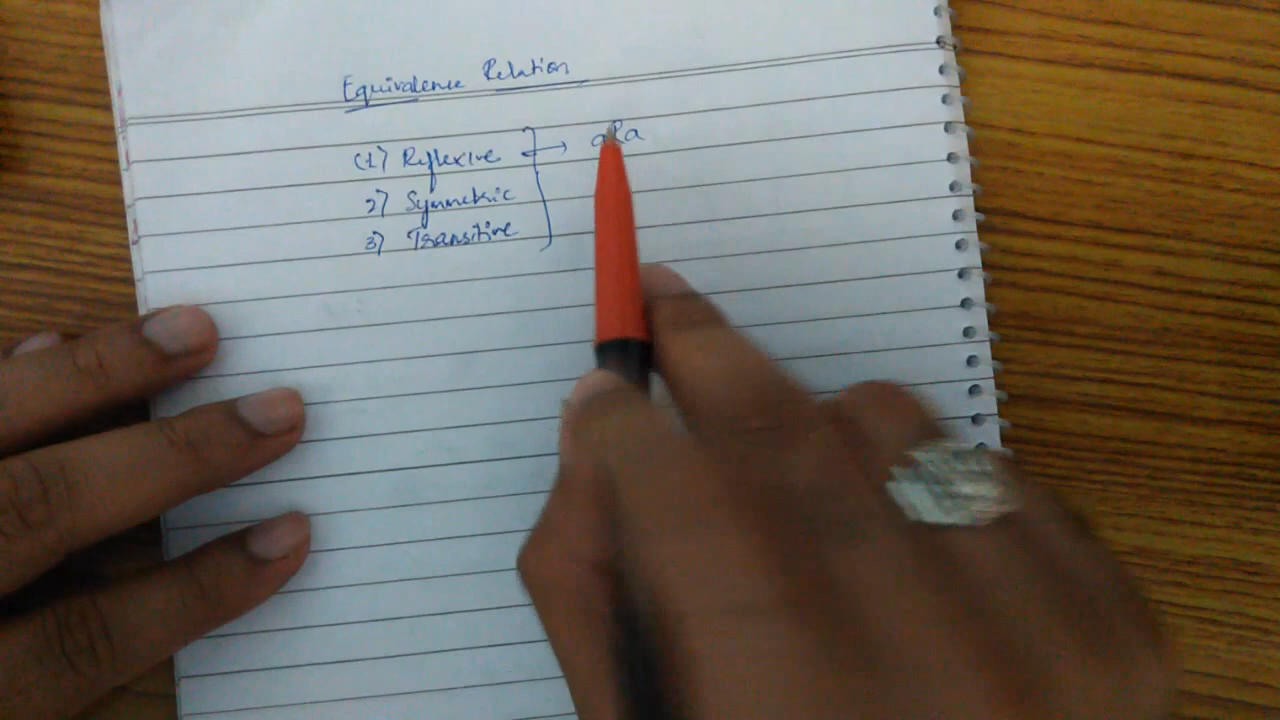 Equivalence Relation
(1) Reflexive } → aRa
2) Symmetric
3) Transitive